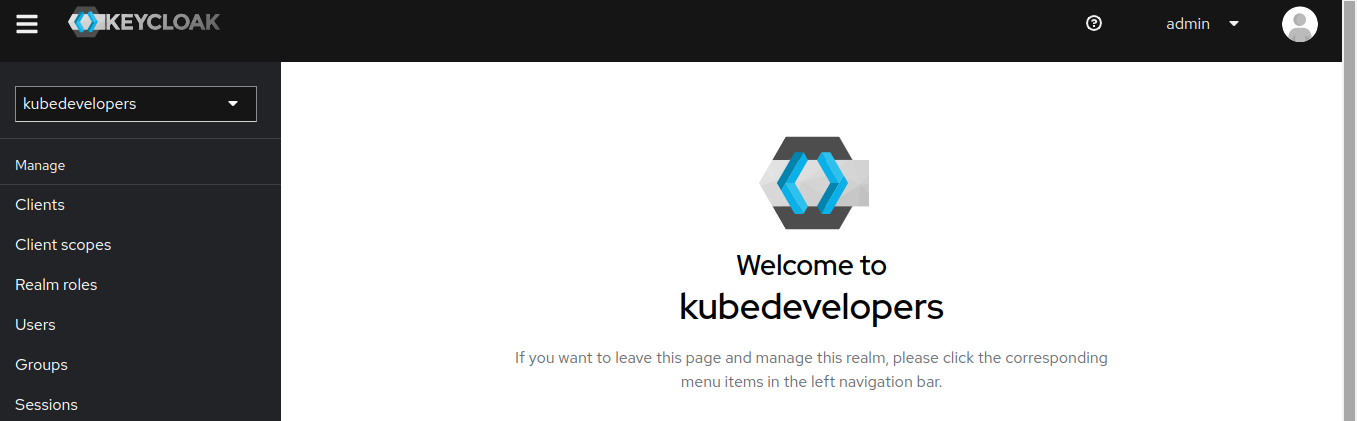 KEYCLOAK
admin
kubedevelopers
Manage
Clients
Client scopes
Realm roles
Users
Groups
Sessions
Welcome to
kubedevelopers
If you want to leave this page and manage this realm, please click the corresponding
menu items in the left navigation bar.